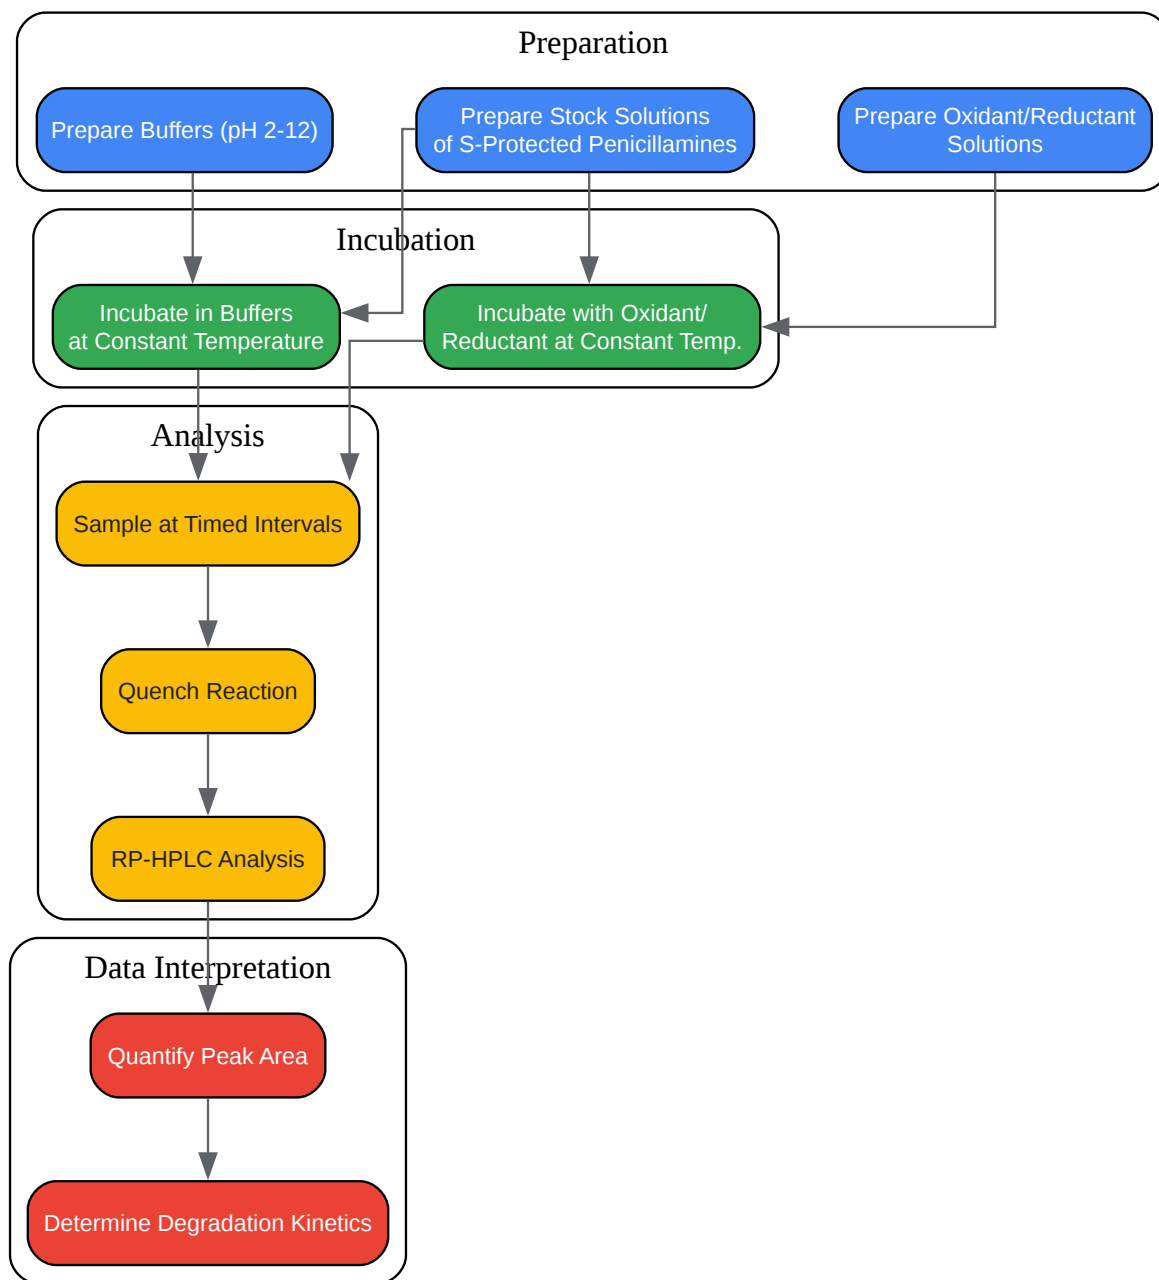 Preparation
Prepare Buffers (pH 2-12)
Prepare Stock Solutions
of S-Protected Penicillamines
Prepare Oxidant/Reductant
Solutions
Incubation
Incubate in Buffers
at Constant Temperature
Incubate with Oxidant/
Reductant at Constant Temp.
Analysis
Sample at Timed Intervals
Quench Reaction
RP-HPLC Analysis
Data Interpretation
Quantify Peak Area
Determine Degradation Kinetics